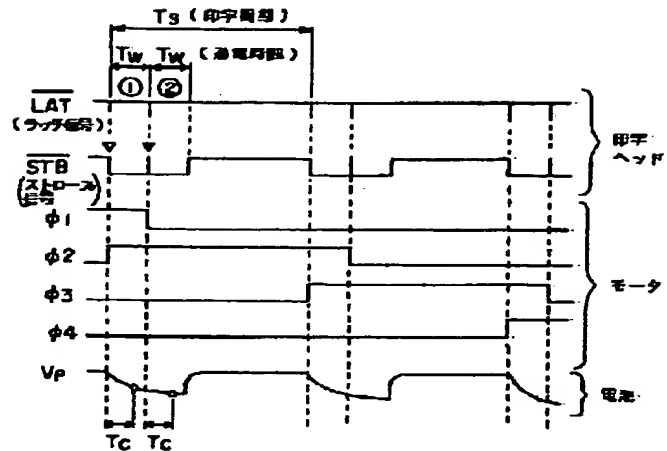 Ts (印字周期)
Tw Tw (通電時間)
① ②
LAT
(ラッチ信号)
STB
(ストローブ信号)
印字
ヘッド
φ1
φ2
φ3
φ4
モータ
Vp
電源
Tc Tc